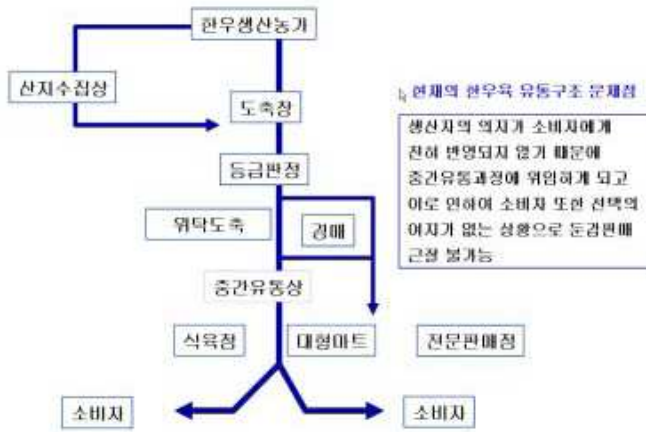 한우생산농가
산지수집상
도축장
현재의 한우육 유통구조 문제점
생산자의 의지가 소비자에게
전혀 반영되지 않기 때문에
중간유통과정에 위임하게 되고
이로 인하여 소비자 또한 선택의
여지가 없는 상황으로 둔갑판매
근절 불가능
등급판정
위탁도축
경매
중간유통상
식육점
대형마트
전문판매점
소비자
소비자